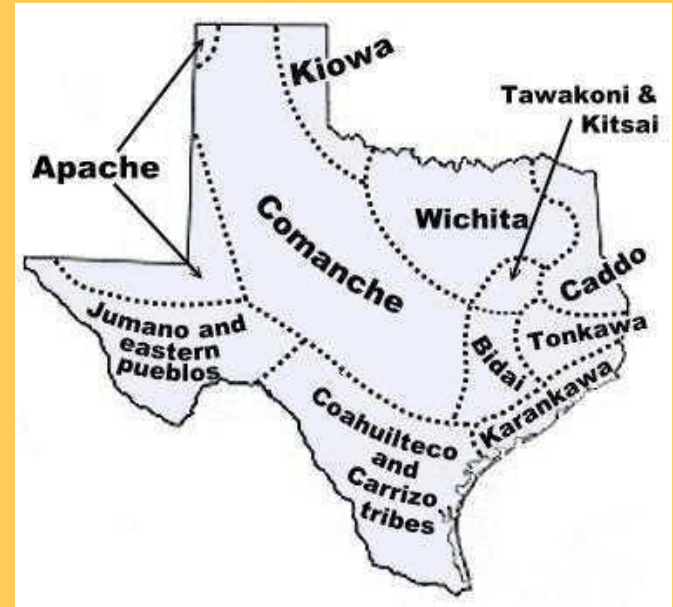 Kiowa
Tawakoni &
Kitsai
Apache
Wichita
Comanche
Caddo
Jumano and
eastern
pueblos
Tonkawa
Bidai
Karankawa
Coahuilteco
and
Carrizo
tribes